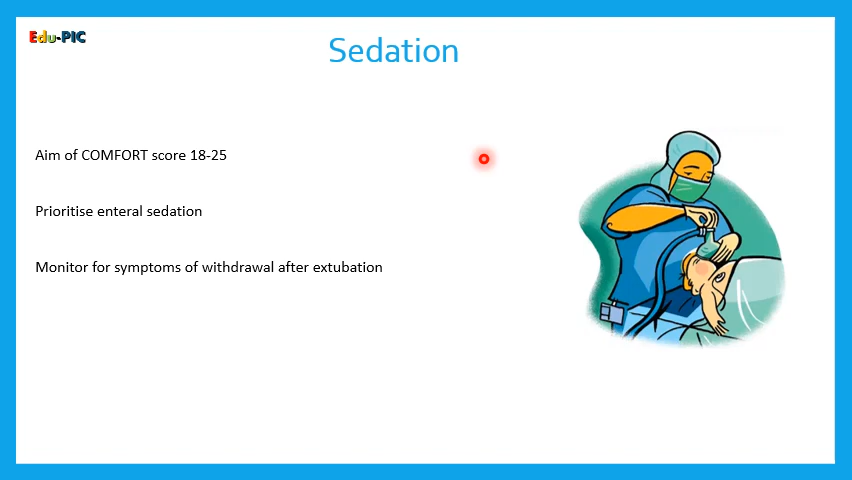 Edu-PIC
Sedation
Aim of COMFORT score 18-25
Prioritise enteral sedation
Monitor for symptoms of withdrawal after extubation